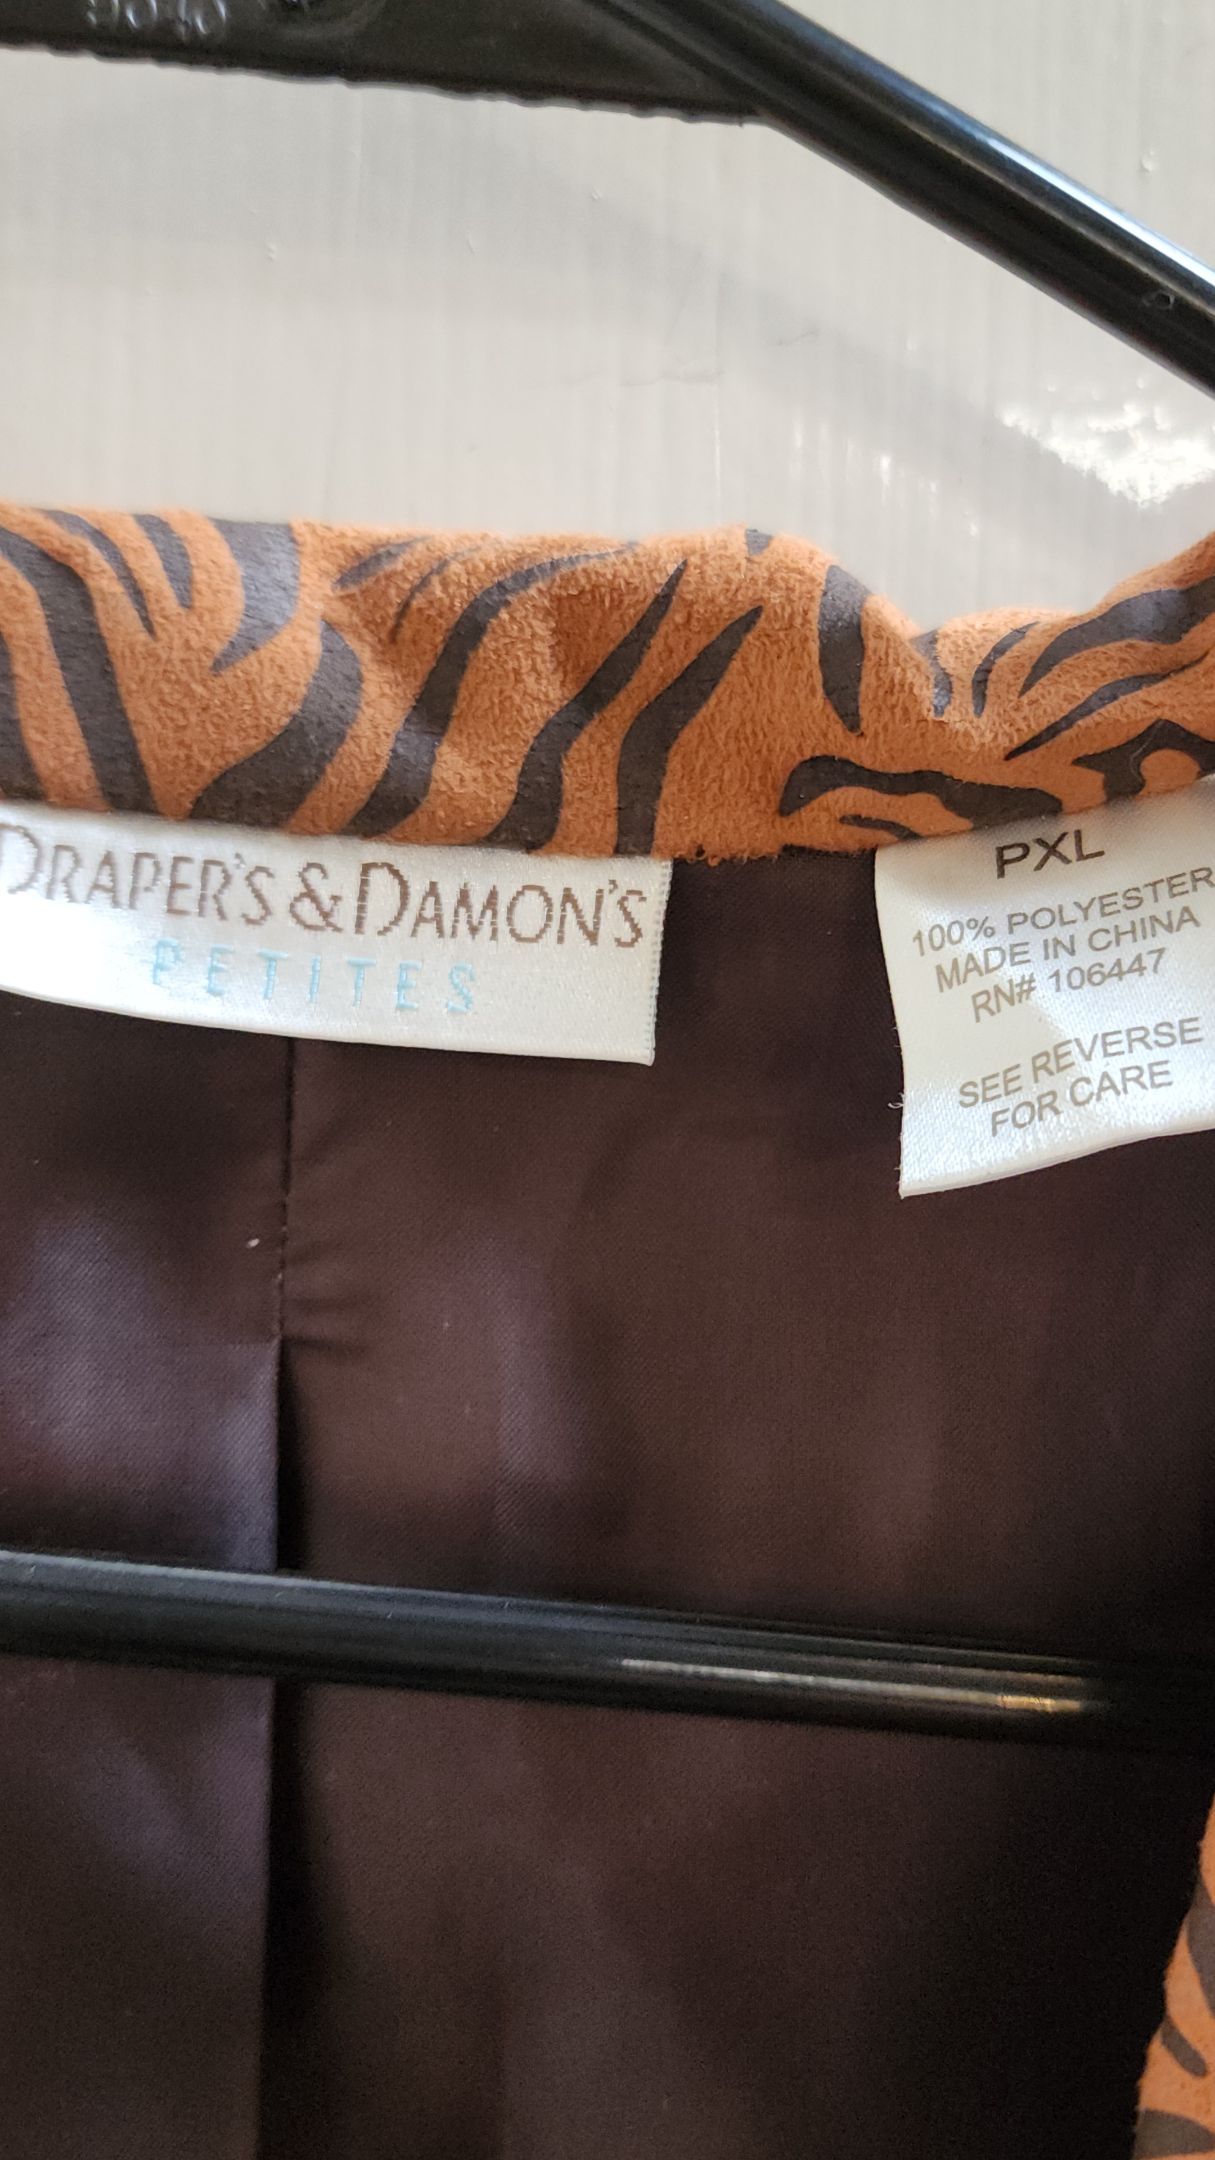 DRAPER'S & DAMON'S
PETITES
PXL
100% POLYESTER
MADE IN CHINA
RN# 106447
SEE REVERSE
FOR CARE